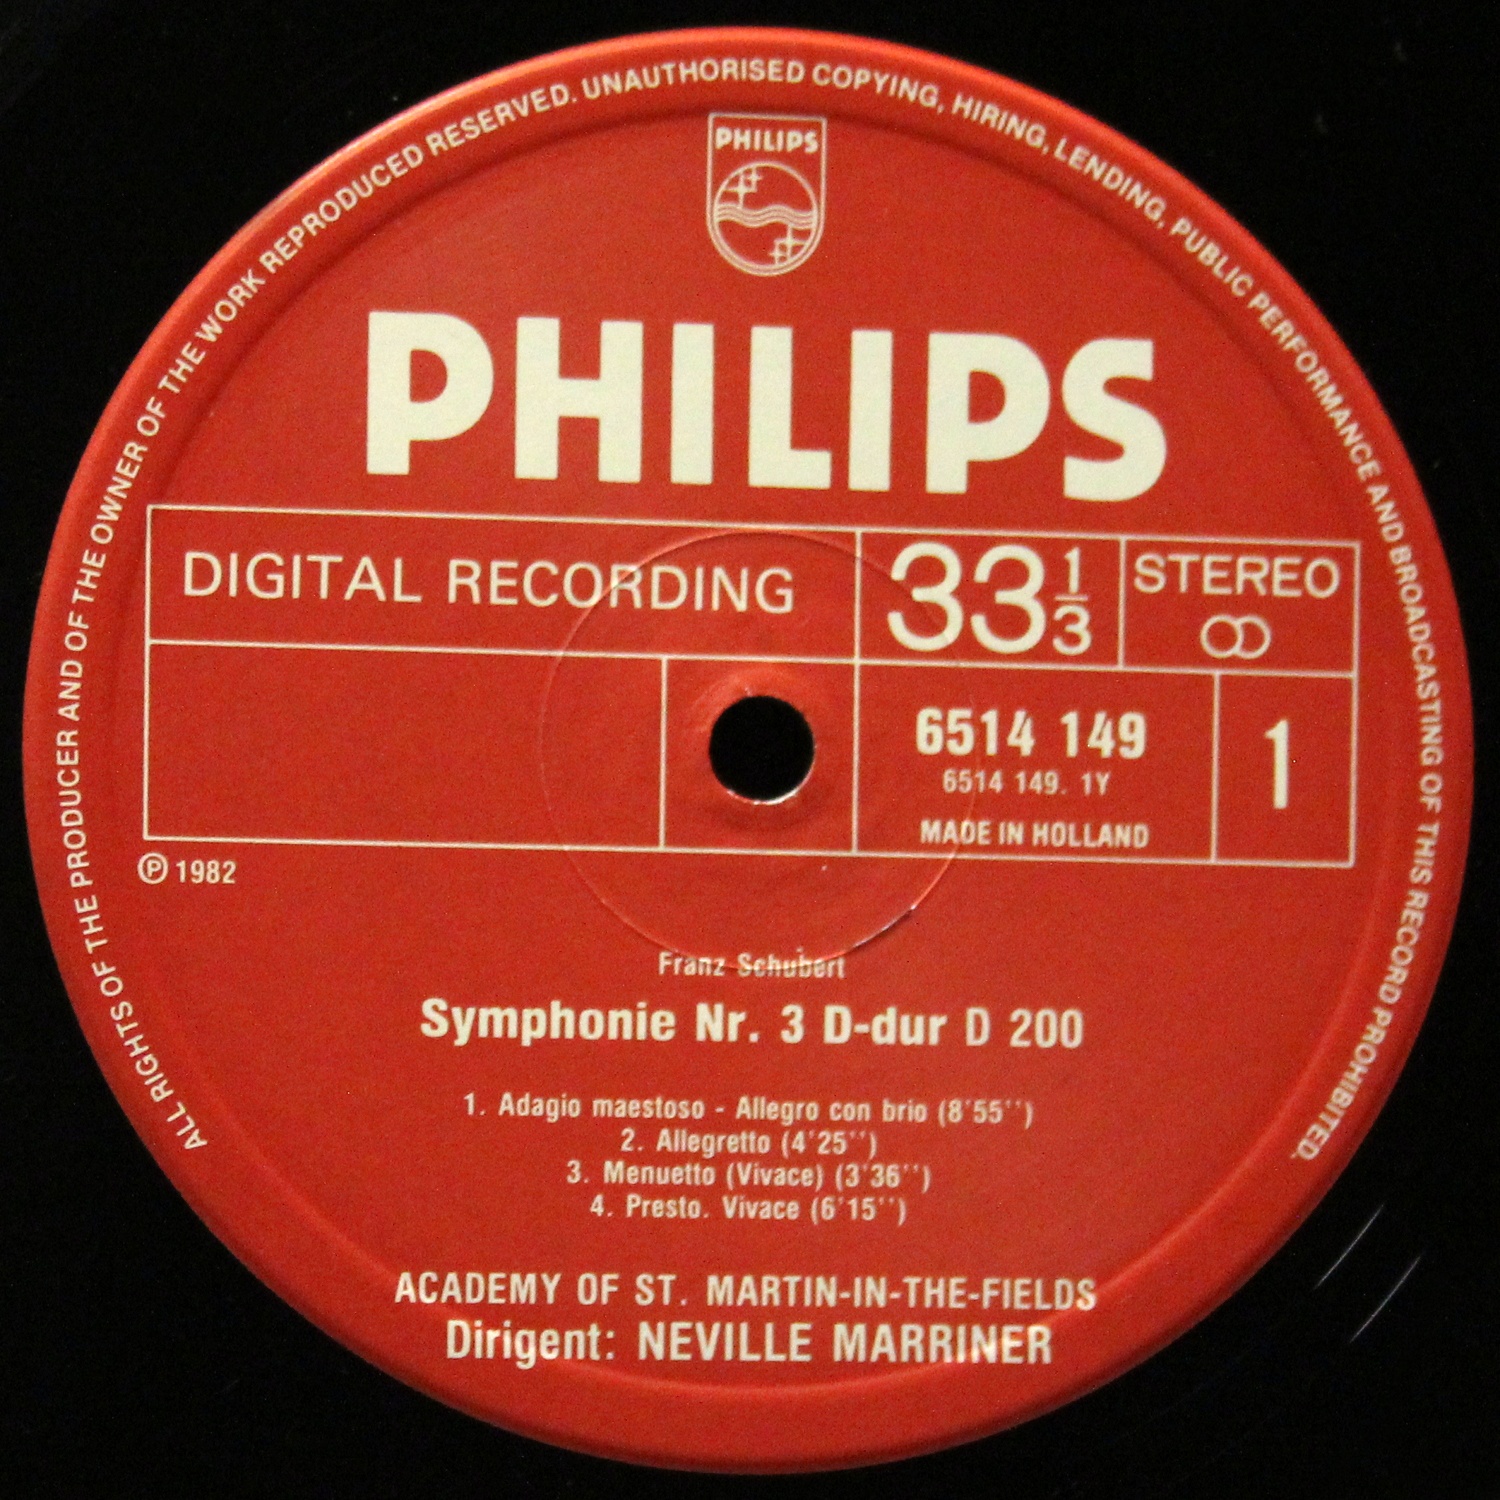 ALL RIGHTS OF THE PRODUCER AND OF THE OWNER OF THE WORK REPRODUCED RESERVED. UNAUTHORISED COPYING, HIRING, LENDING, PUBLIC PERFORMANCE AND BROADCASTING OF THIS RECORD PROHIBITED.
PHILIPS
PHILIPS
DIGITAL RECORDING
33 1/3
STEREO
6514 149
6514 149. 1Y
MADE IN HOLLAND
1
℗ 1982
Franz Schubert
Symphonie Nr. 3 D-dur D 200
1. Adagio maestoso - Allegro con brio (8'55'')
2. Allegretto (4'25'')
3. Menuetto (Vivace) (3'36'')
4. Presto. Vivace (6'15'')
ACADEMY OF ST. MARTIN-IN-THE-FIELDS
Dirigent: NEVILLE MARRINER